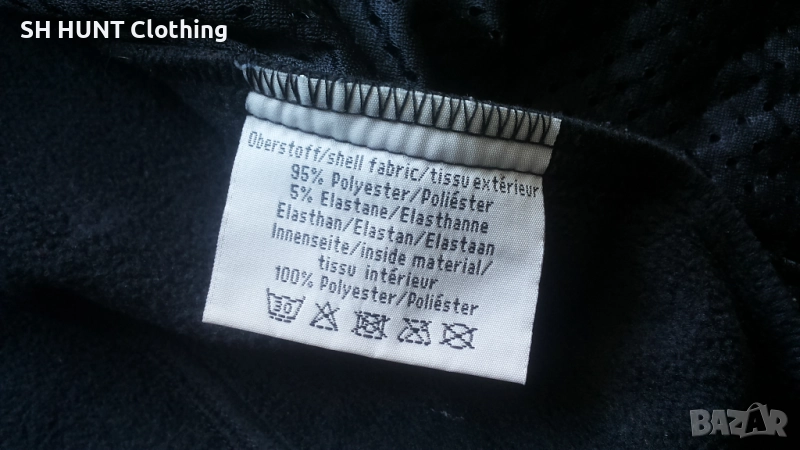 SH HUNT Clothing
Oberstoff/shell fabric/tissu extérieur
95% Polyester/Poliéster
5% Elastane/Elasthanne
Elasthan/Elastan/Elastaan
Innenseite/inside material/
tissu intérieur
100% Polyester/Poliéster
30
BAZAR